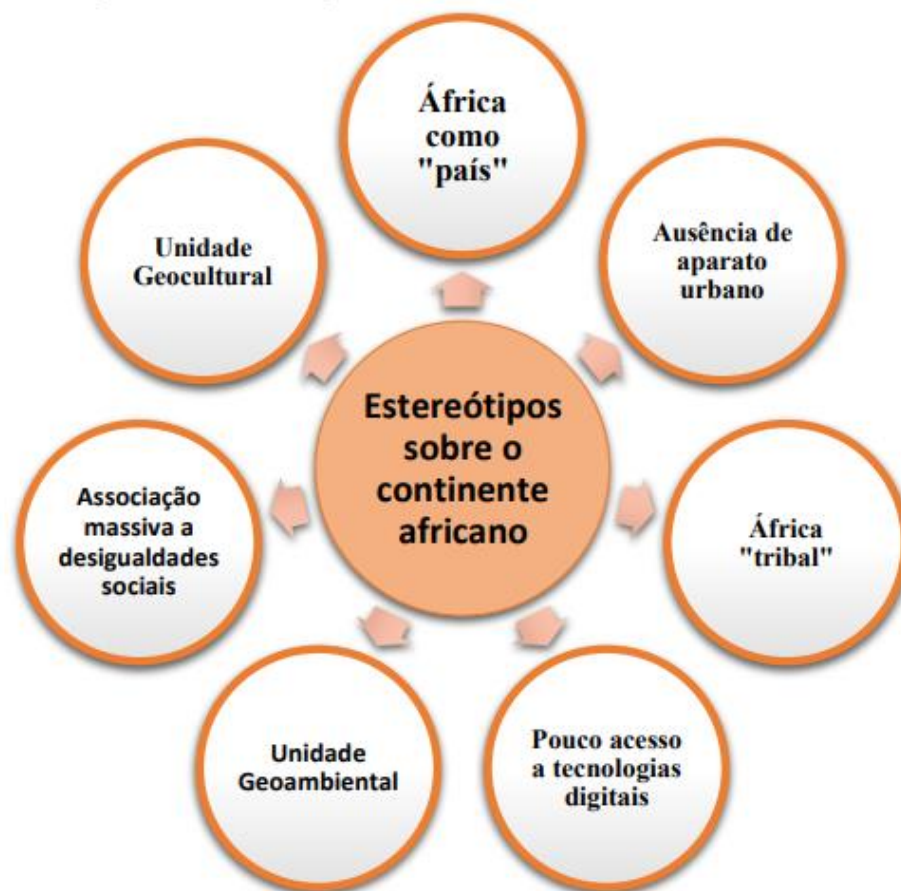 África
como
"país"
Ausência de
aparato
urbano
África
"tribal"
Pouco acesso
a tecnologias
digitais
Unidade
Geoambiental
Associação
massiva a
desigualdades
sociais
Unidade
Geocultural
Estereótipos
sobre o
continente
africano